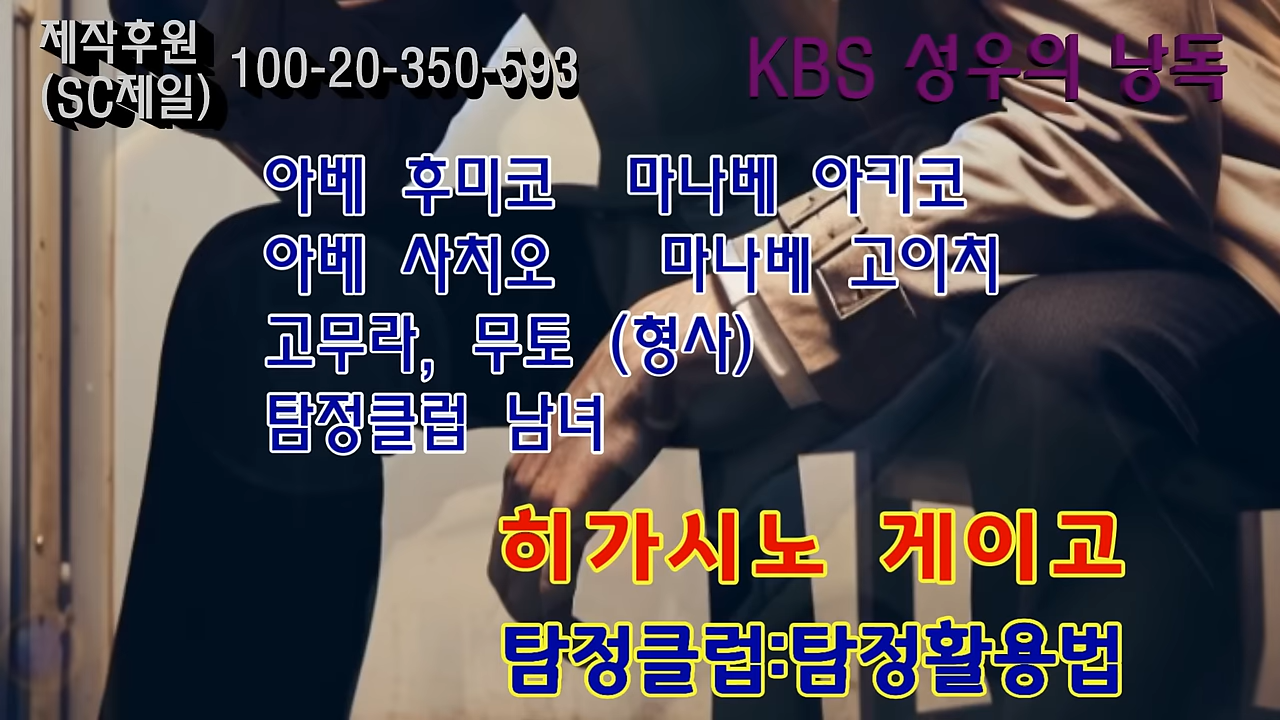 제작후원
(SC제일)
100-20-350-593
KBS 성우의 낭독
아베 후미코 마나베 아키코
아베 사치오 마나베 고이치
고무라, 무토 (형사)
탐정클럽 남녀
히가시노 게이고
탐정클럽:탐정활용법